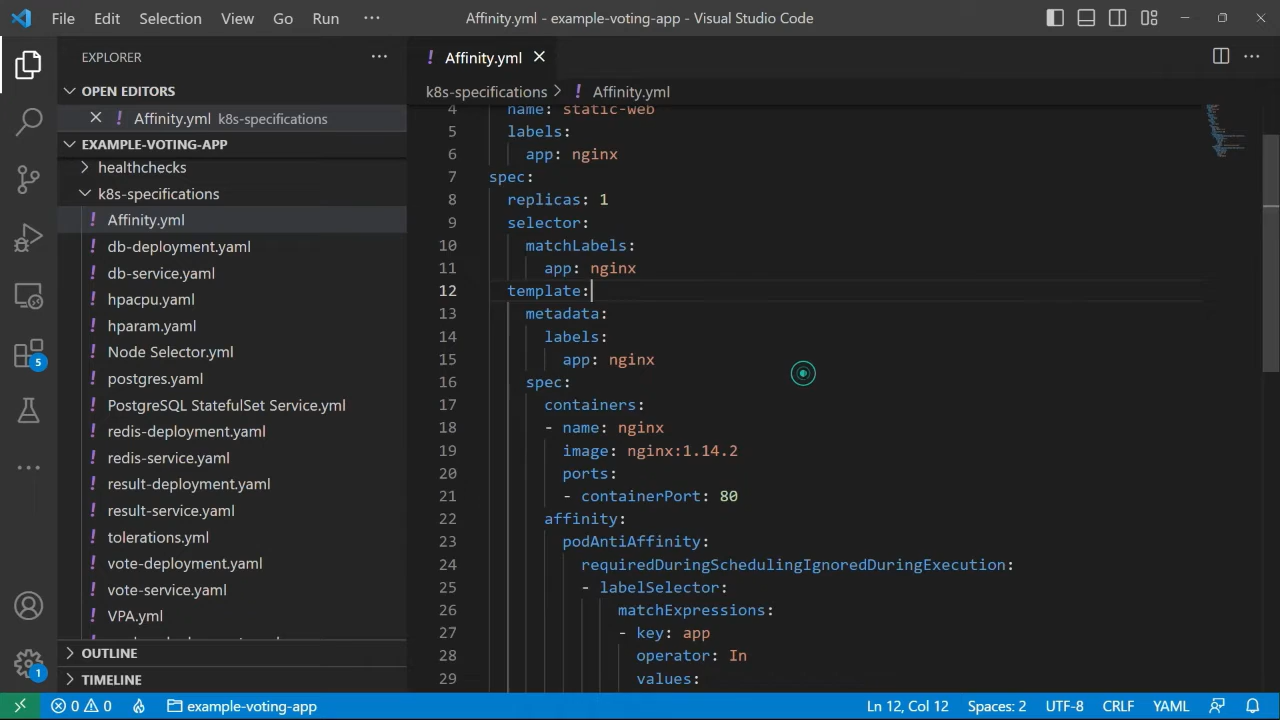 File Edit Selection View Go Run ··· Affinity.yml - example-voting-app - Visual Studio Code
EXPLORER ···
OPEN EDITORS
Affinity.yml k8s-specifications
EXAMPLE-VOTING-APP
healthchecks
k8s-specifications
! Affinity.yml
! db-deployment.yaml
! db-service.yaml
! hpacpu.yaml
! hparam.yaml
! Node Selector.yml
! postgres.yaml
! PostgreSQL StatefulSet Service.yml
! redis-deployment.yaml
! redis-service.yaml
! result-deployment.yaml
! result-service.yaml
! tolerations.yml
! vote-deployment.yaml
! vote-service.yaml
! VPA.yml
OUTLINE
TIMELINE
5
1
! Affinity.yml
k8s-specifications > ! Affinity.yml
4 name: static-web
5 labels:
6 app: nginx
7 spec:
8 replicas: 1
9 selector:
10 matchLabels:
11 app: nginx
12 template:
13 metadata:
14 labels:
15 app: nginx
16 spec:
17 containers:
18 - name: nginx
19 image: nginx:1.14.2
20 ports:
21 - containerPort: 80
22 affinity:
23 podAntiAffinity:
24 requiredDuringSchedulingIgnoredDuringExecution:
25 - labelSelector:
26 matchExpressions:
27 - key: app
28 operator: In
29 values:
0 0 example-voting-app Ln 12, Col 12 Spaces: 2 UTF-8 CRLF YAML